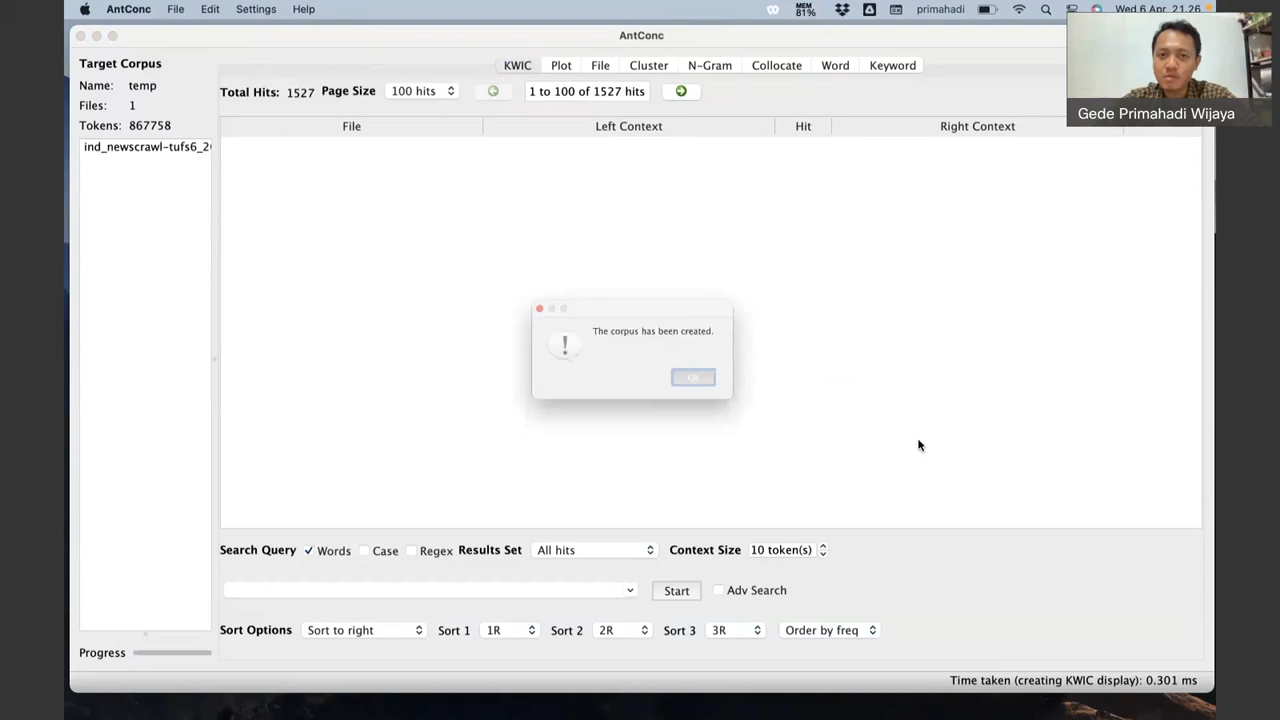 AntConc File Edit Settings Help MEM 81% primahadi Wed 6 Apr 21.26
AntConc
Target Corpus
Name: temp
Files: 1
Tokens: 867758
ind_newscrawl-tufs6_20
KWIC Plot File Cluster N-Gram Collocate Word Keyword
Total Hits: 1527 Page Size 100 hits 1 to 100 of 1527 hits
File Left Context Hit Right Context
Gede Primahadi Wijaya
The corpus has been created.
OK
Search Query Words Case Regex Results Set All hits Context Size 10 token(s)
Start Adv Search
Sort Options Sort to right Sort 1 1R Sort 2 2R Sort 3 3R Order by freq
Progress
Time taken (creating KWIC display): 0.301 ms